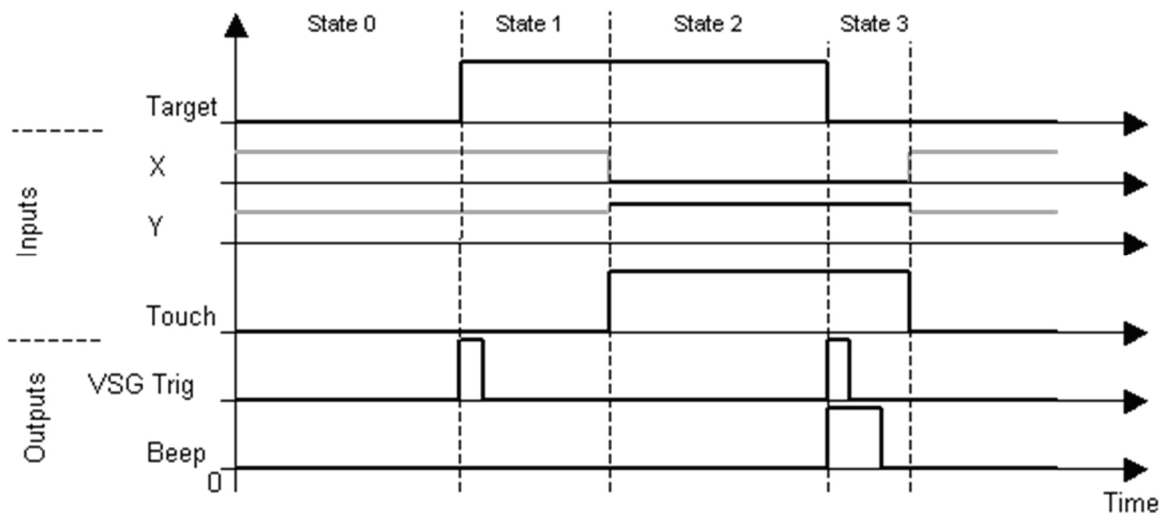 State 0 State 1 State 2 State 3
Target
X
Inputs
Y
Touch
VSG Trig
Outputs
Beep
0
Time